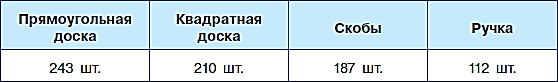 Прямоугольная Квадратная Скобы Ручка
доска доска
243 шт. 210 шт. 187 шт. 112 шт.